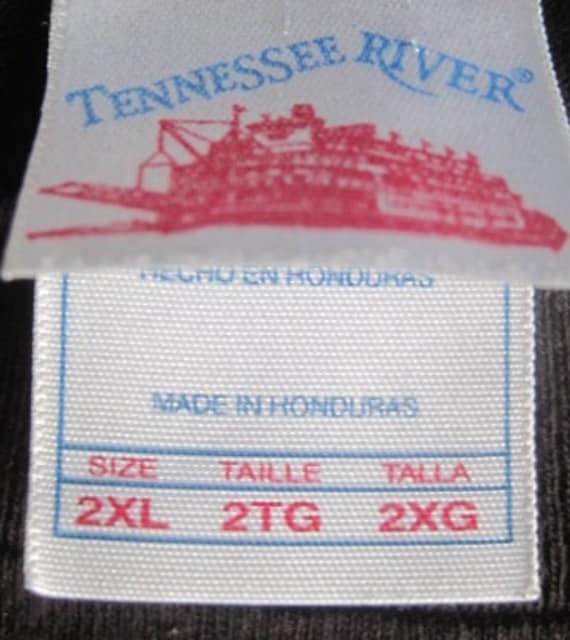 TENNESSEE RIVER®
HECHO EN HONDURAS
MADE IN HONDURAS
SIZE TAILLE TALLA
2XL 2TG 2XG